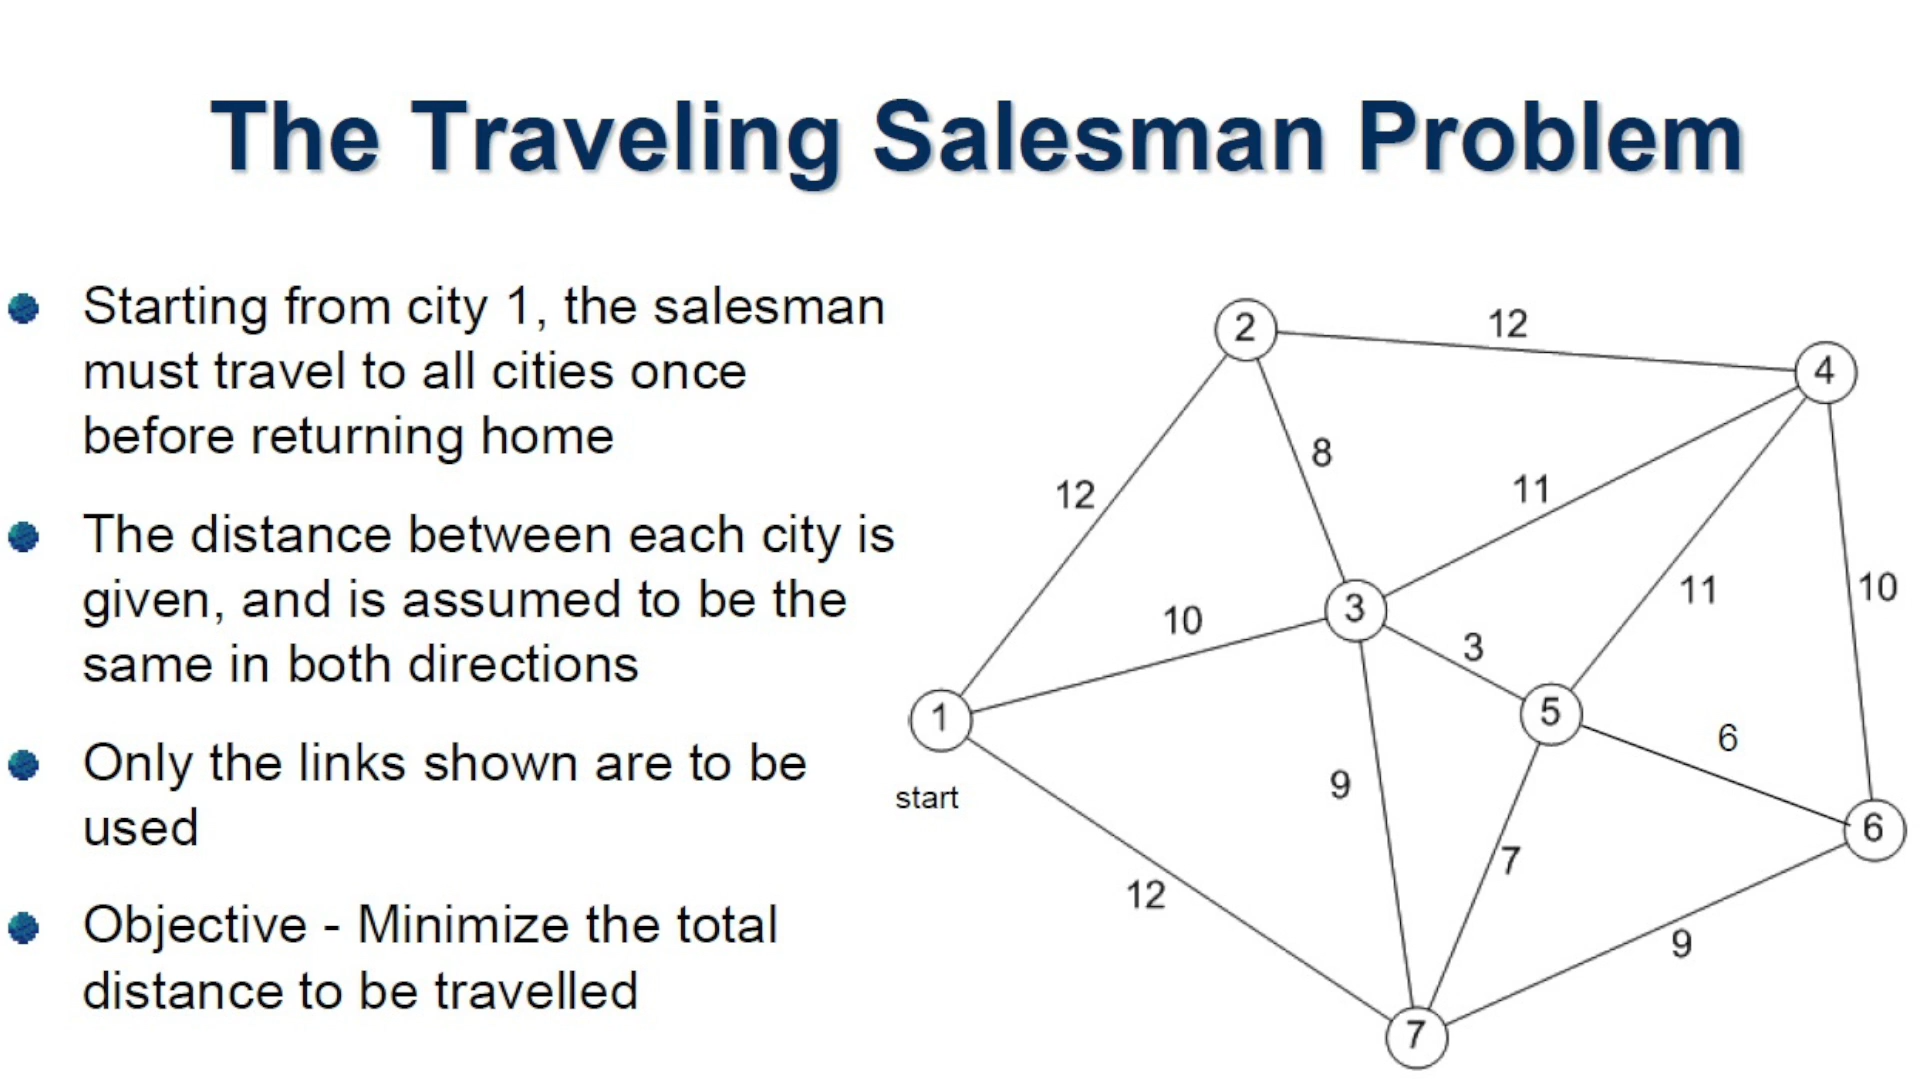 The Traveling Salesman Problem
Starting from city 1, the salesman
must travel to all cities once
before returning home
The distance between each city is
given, and is assumed to be the
same in both directions
Only the links shown are to be
used
Objective - Minimize the total
distance to be travelled
2
12
4
8
12
11
11
10
3
10
3
1
5
6
start
9
6
7
12
9
7